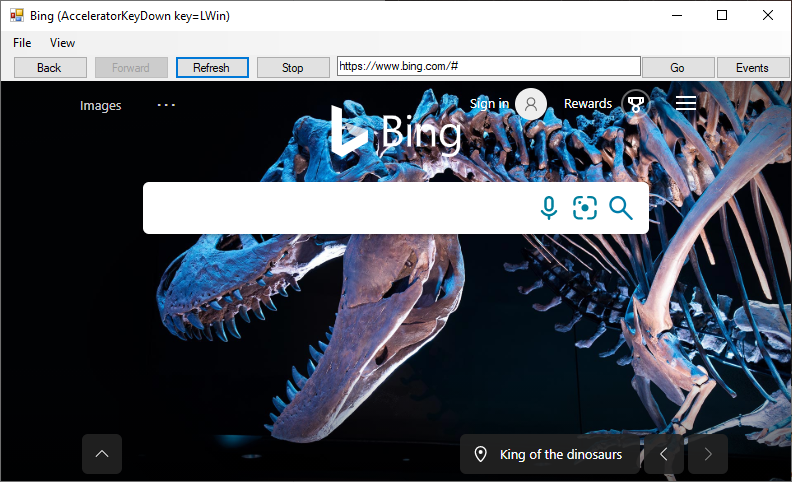 Bing (AcceleratorKeyDown key=LWin)
File View
Back Forward Refresh Stop https://www.bing.com/# Go Events
Images Sign in Rewards
Bing
King of the dinosaurs